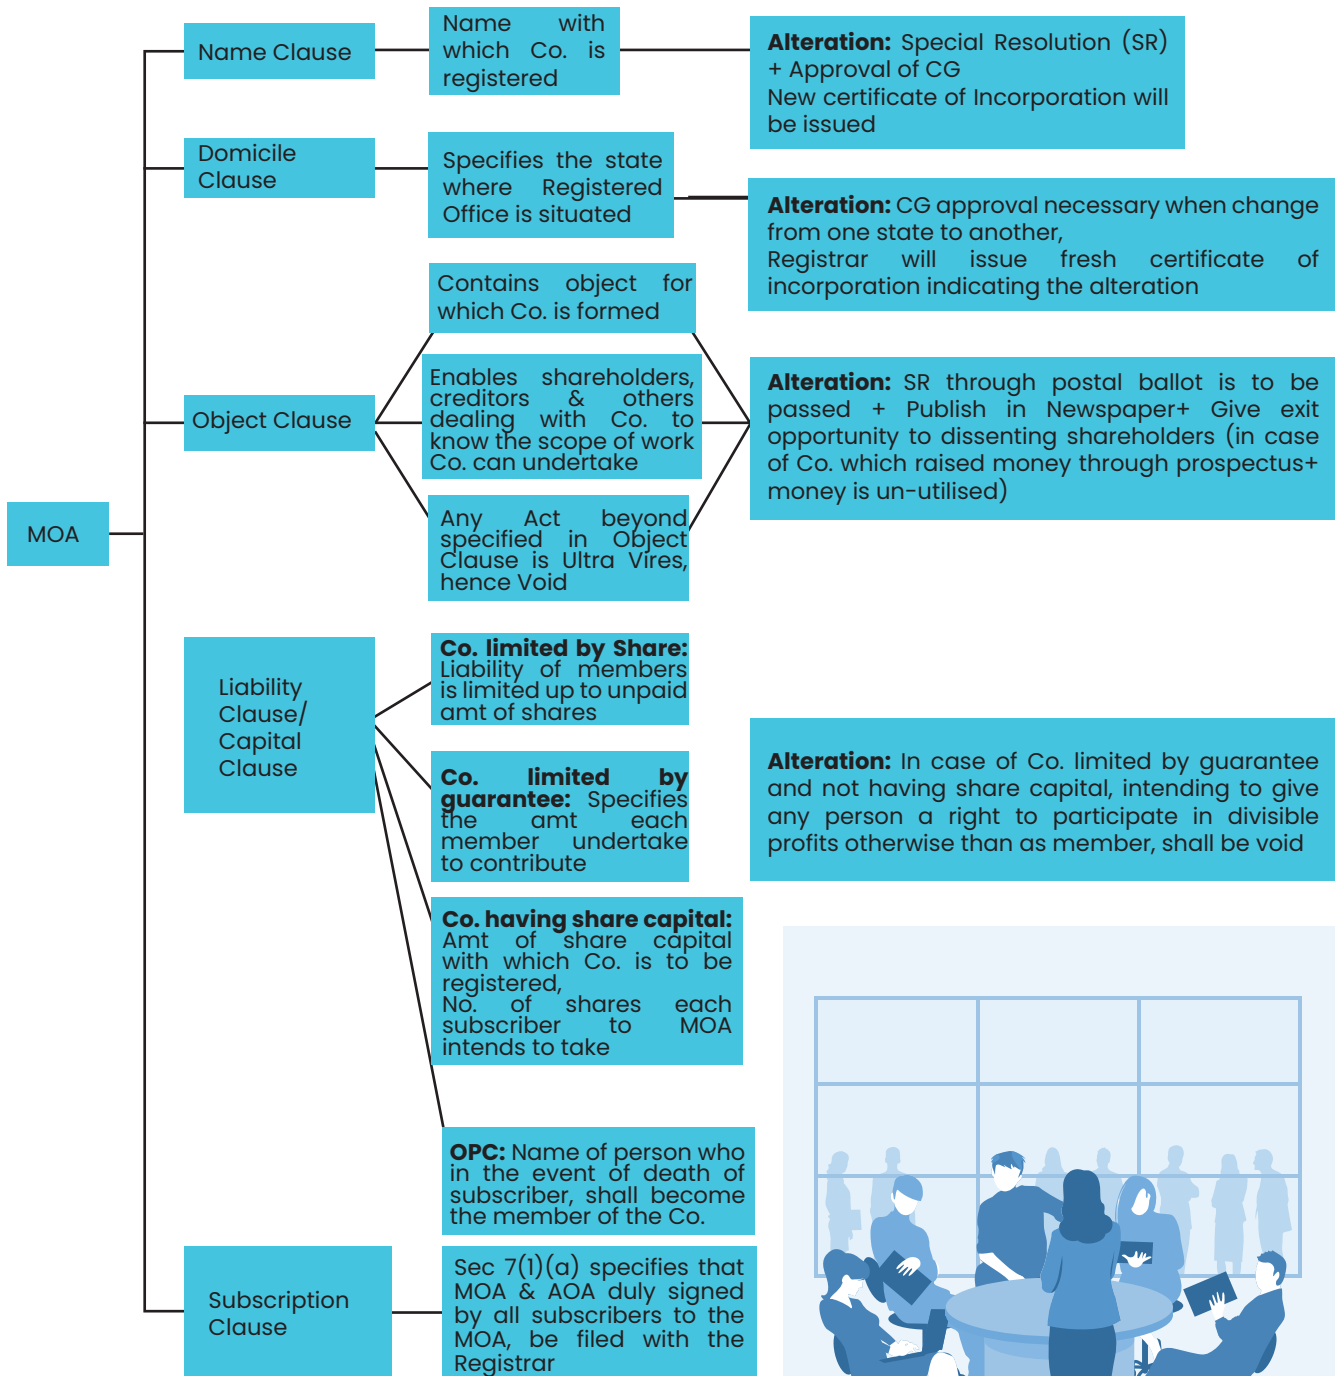 MOA
Name Clause
Name with
which Co. is
registered
Alteration: Special Resolution (SR)
+ Approval of CG
New certificate of Incorporation will
be issued
Domicile
Clause
Specifies the state
where Registered
Office is situated
Alteration: CG approval necessary when change
from one state to another,
Registrar will issue fresh certificate of
incorporation indicating the alteration
Object Clause
Contains object for
which Co. is formed
Enables shareholders,
creditors & others
dealing with Co. to
know the scope of work
Co. can undertake
Any Act beyond
specified in Object
Clause is Ultra Vires,
hence Void
Alteration: SR through postal ballot is to be
passed + Publish in Newspaper+ Give exit
opportunity to dissenting shareholders (in case
of Co. which raised money through prospectus+
money is un-utilised)
Liability
Clause/
Capital
Clause
Co. limited by Share:
Liability of members
is limited up to unpaid
amt of shares
Co. limited by
guarantee: Specifies
the amt each
member undertake
to contribute
Co. having share capital:
Amt of share capital
with which Co. is to be
registered,
No. of shares each
subscriber to MOA
intends to take
OPC: Name of person who
in the event of death of
subscriber, shall become
the member of the Co.
Alteration: In case of Co. limited by guarantee
and not having share capital, intending to give
any person a right to participate in divisible
profits otherwise than as member, shall be void
Subscription
Clause
Sec 7(1)(a) specifies that
MOA & AOA duly signed
by all subscribers to the
MOA, be filed with the
Registrar